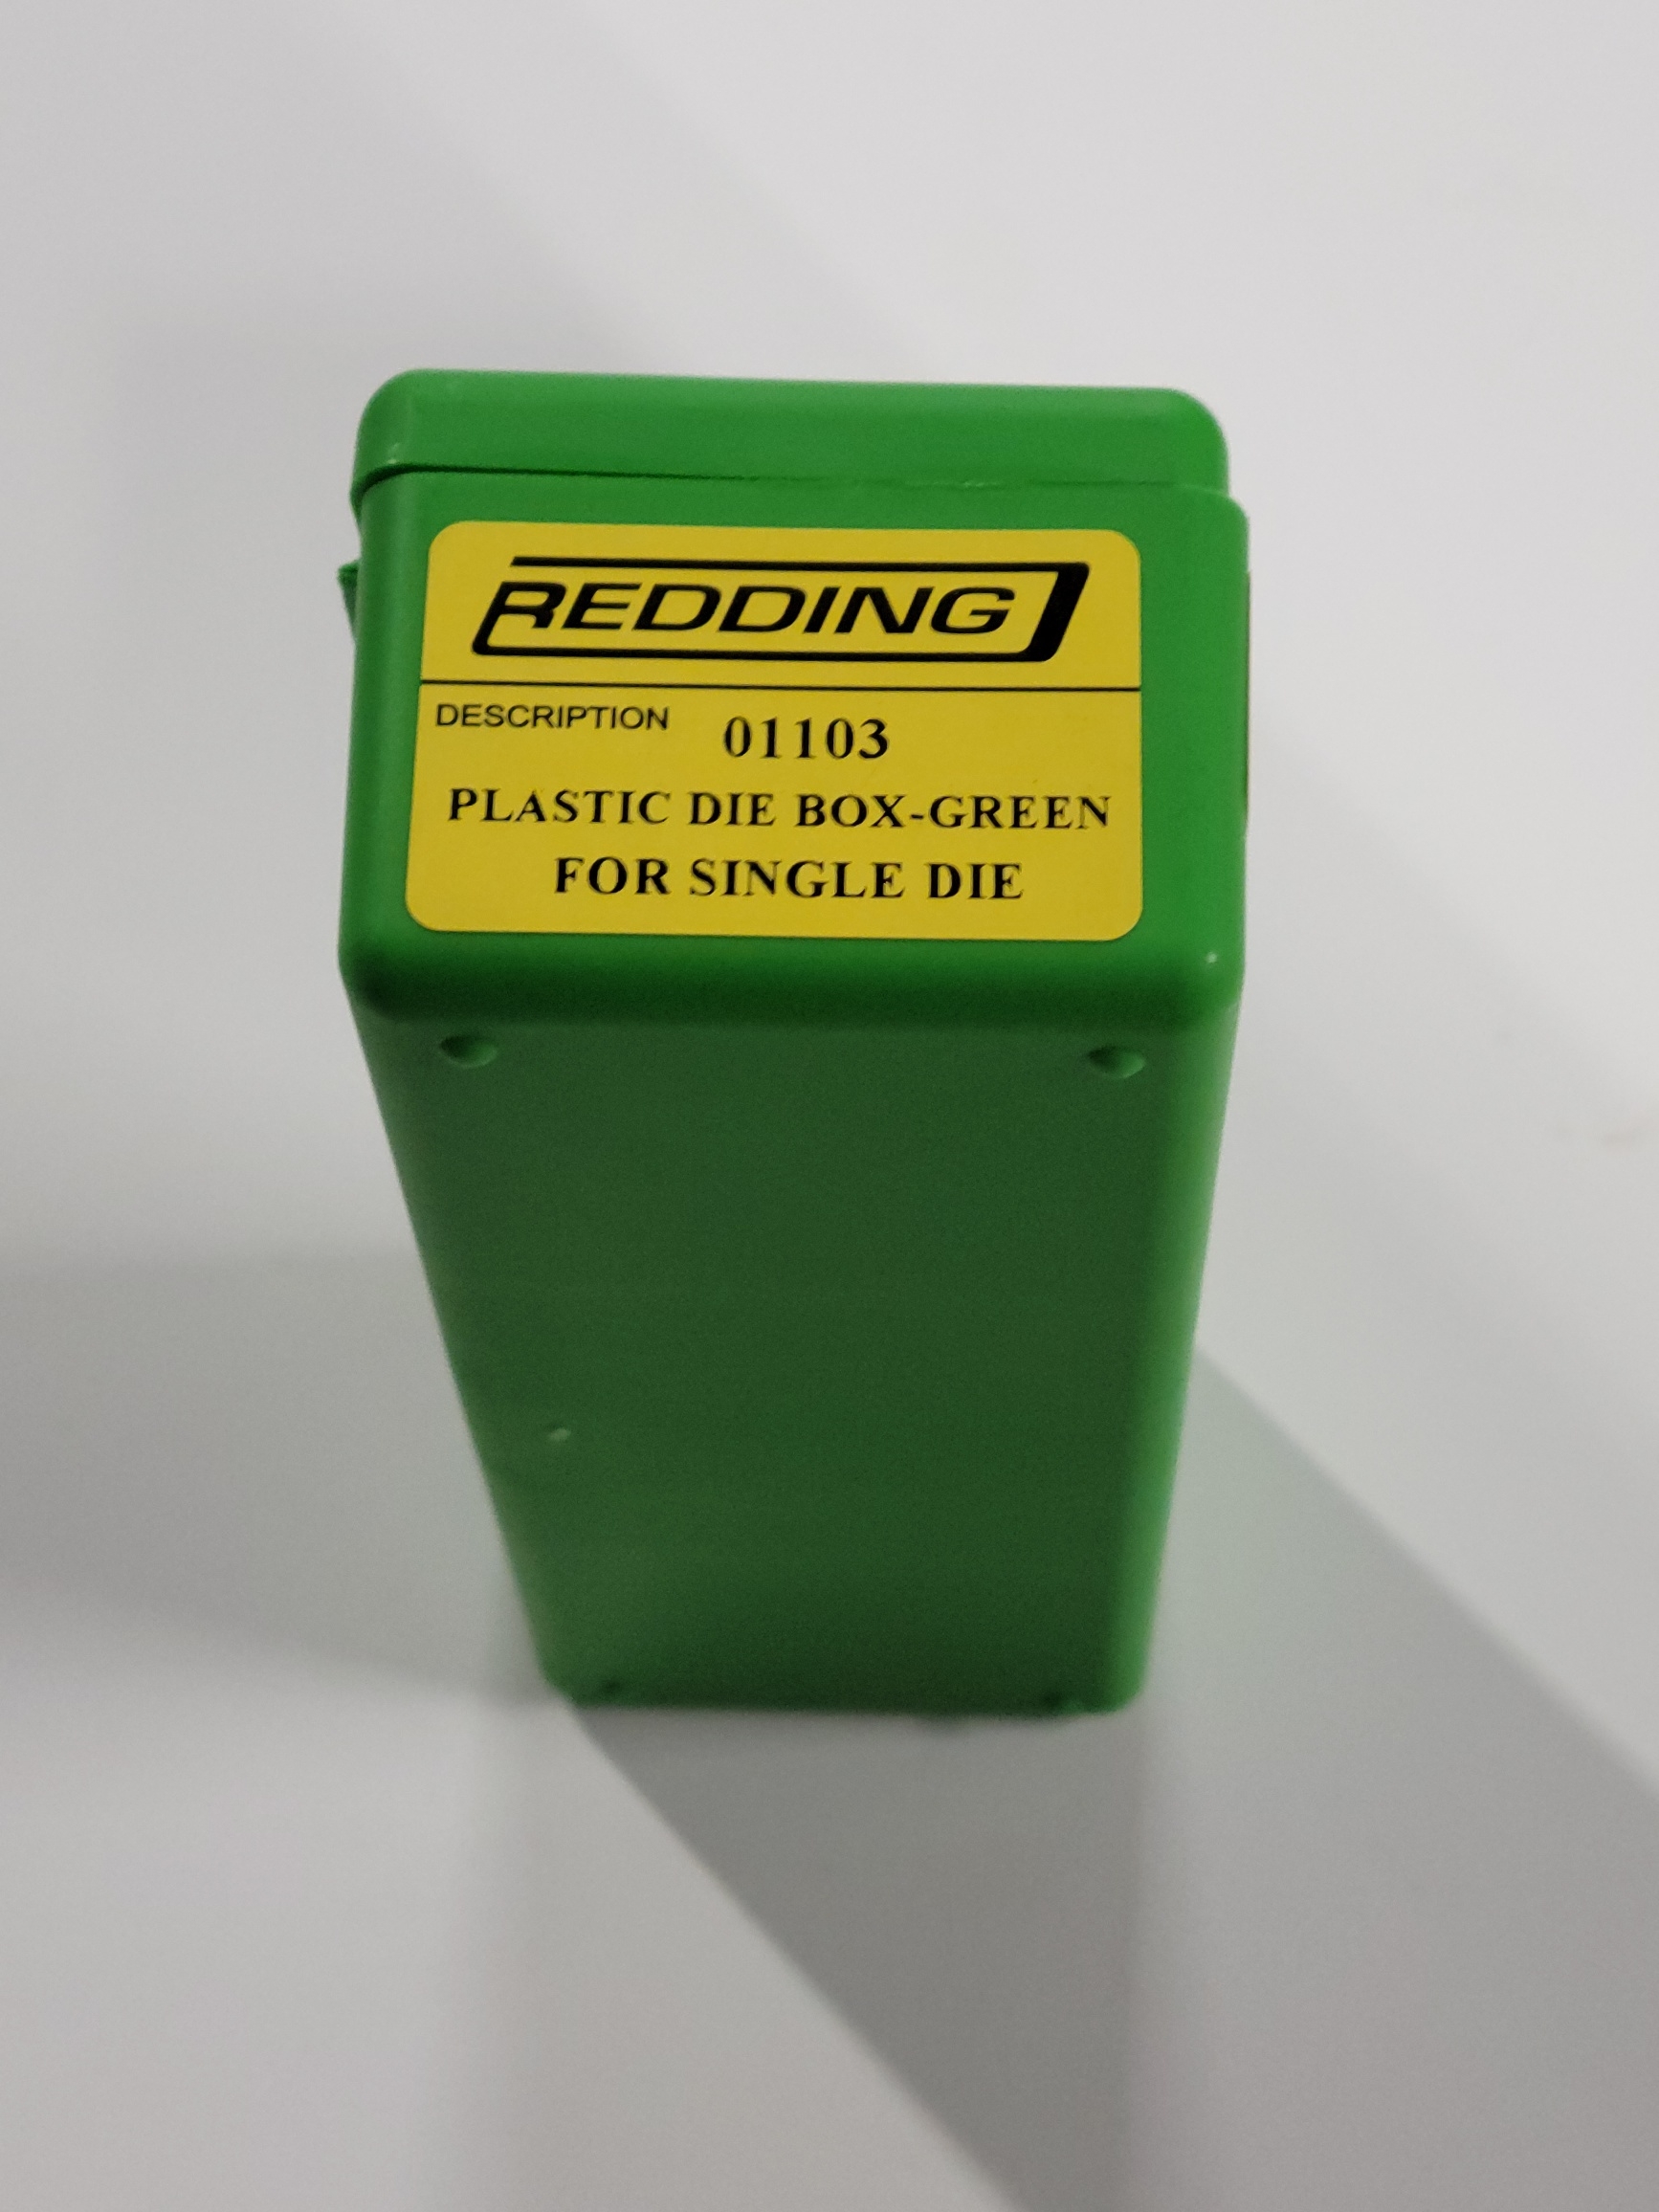 REDDING
DESCRIPTION 01103
PLASTIC DIE BOX-GREEN
FOR SINGLE DIE